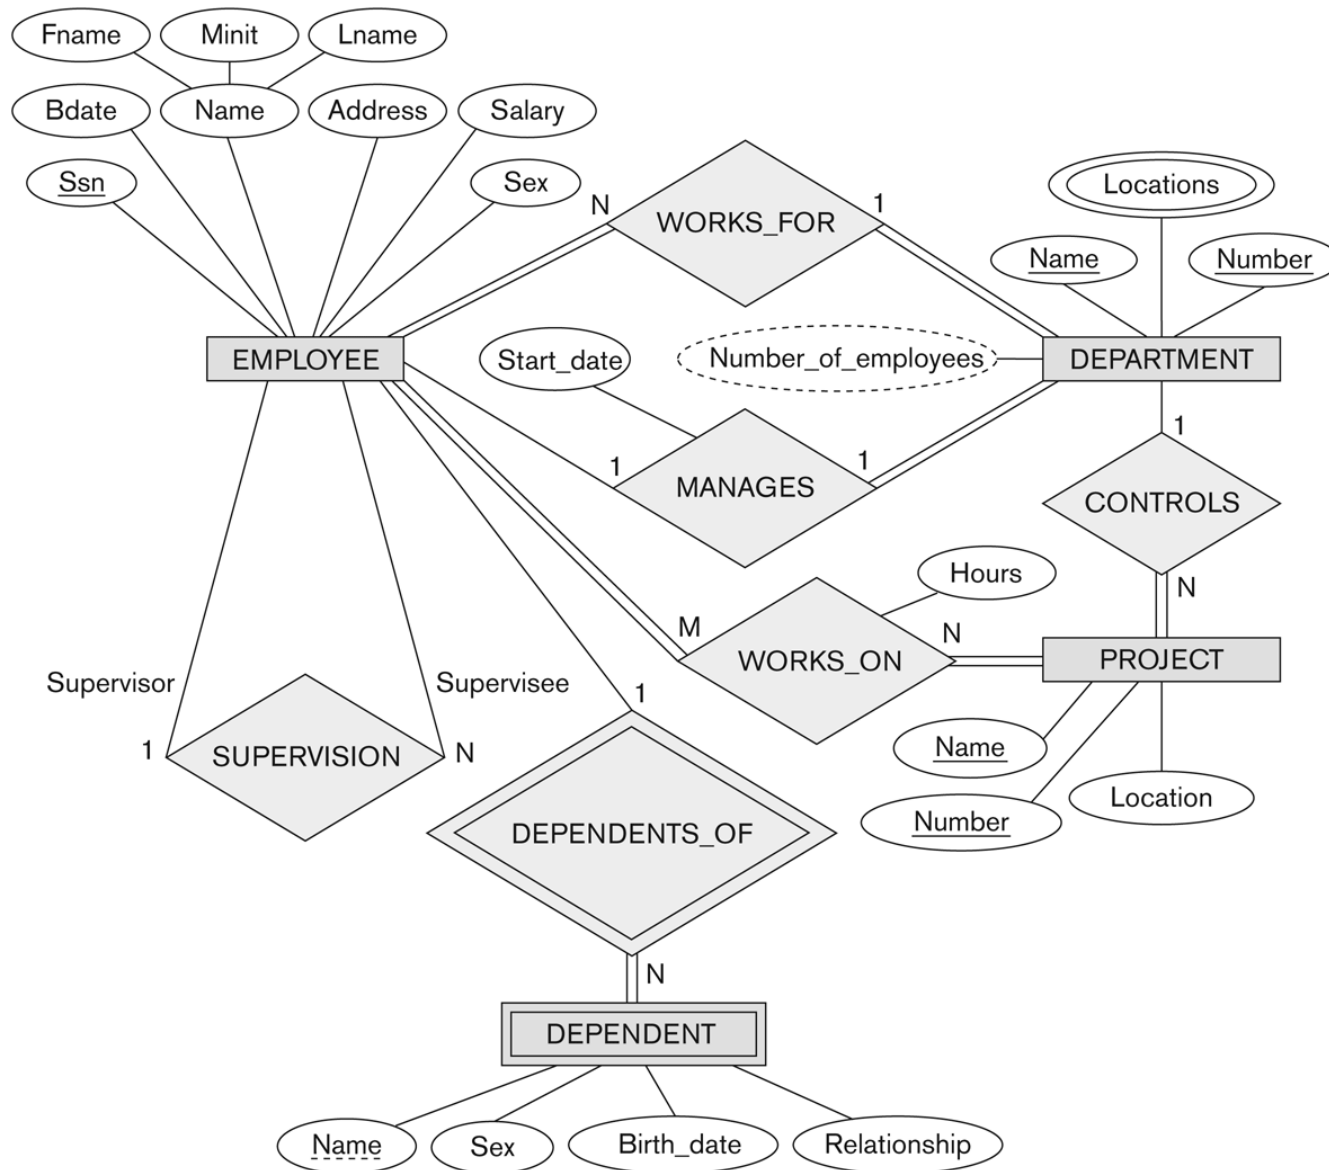 Fname
Minit
Lname
Bdate
Name
Address
Salary
Ssn
Sex
N
WORKS_FOR
1
Locations
Name
Number
EMPLOYEE
Start_date
Number_of_employees
DEPARTMENT
1
MANAGES
1
1
CONTROLS
N
Hours
M
WORKS_ON
N
PROJECT
Supervisor
Supervisee
1
1
SUPERVISION
N
Name
Number
Location
DEPENDENTS_OF
N
DEPENDENT
Name
Sex
Birth_date
Relationship